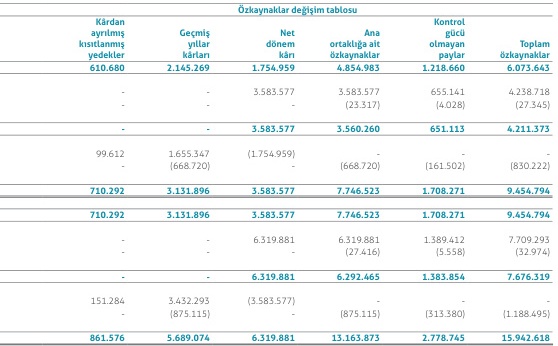 Özkaynaklar değişim tablosu
Kârdan ayrılmış kısıtlanmış yedekler Geçmiş yıllar kârları Net dönem kârı Ana ortaklığa ait özkaynaklar Kontrol gücü olmayan paylar Toplam özkaynaklar
610.680 2.145.269 1.754.959 4.854.983 1.218.660 6.073.643
- - 3.583.577 3.583.577 655.141 4.238.718
- - - (23.317) (4.028) (27.345)
- - 3.583.577 3.560.260 651.113 4.211.373
99.612 1.655.347 (1.754.959) - - -
- (668.720) - (668.720) (161.502) (830.222)
710.292 3.131.896 3.583.577 7.746.523 1.708.271 9.454.794
710.292 3.131.896 3.583.577 7.746.523 1.708.271 9.454.794
- - 6.319.881 6.319.881 1.389.412 7.709.293
- - - (27.416) (5.558) (32.974)
- - 6.319.881 6.292.465 1.383.854 7.676.319
151.284 3.432.293 (3.583.577) - - -
- (875.115) - (875.115) (313.380) (1.188.495)
861.576 5.689.074 6.319.881 13.163.873 2.778.745 15.942.618